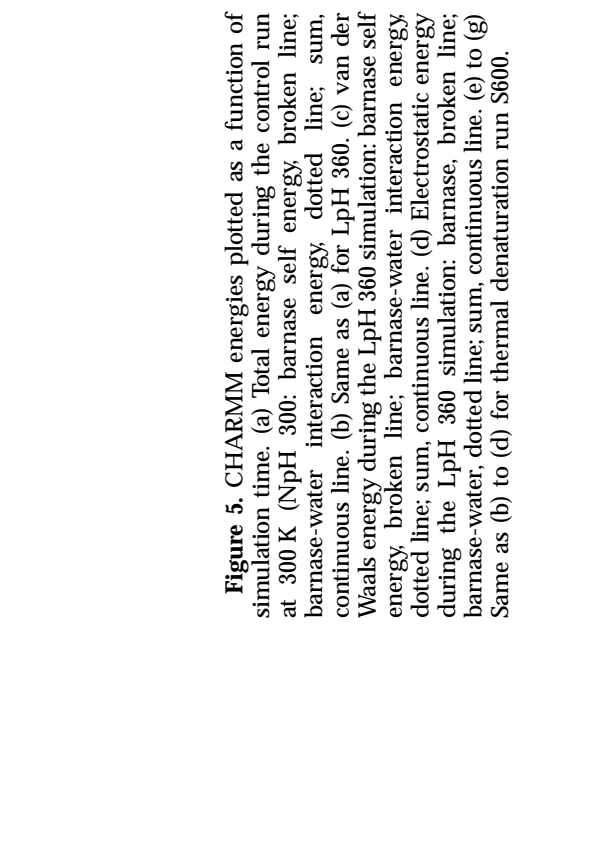 Figure 5. CHARMM energies plotted as a function of
simulation time. (a) Total energy during the control run
at 300 K (NpH 300: barnase self energy, broken line;
barnase-water interaction energy, dotted line; sum,
continuous line. (b) Same as (a) for LpH 360. (c) van der
Waals energy during the LpH 360 simulation: barnase self
energy, broken line; barnase-water interaction energy,
dotted line; sum, continuous line. (d) Electrostatic energy
during the LpH 360 simulation: barnase, broken line;
barnase-water, dotted line; sum, continuous line. (e) to (g)
Same as (b) to (d) for thermal denaturation run S600.